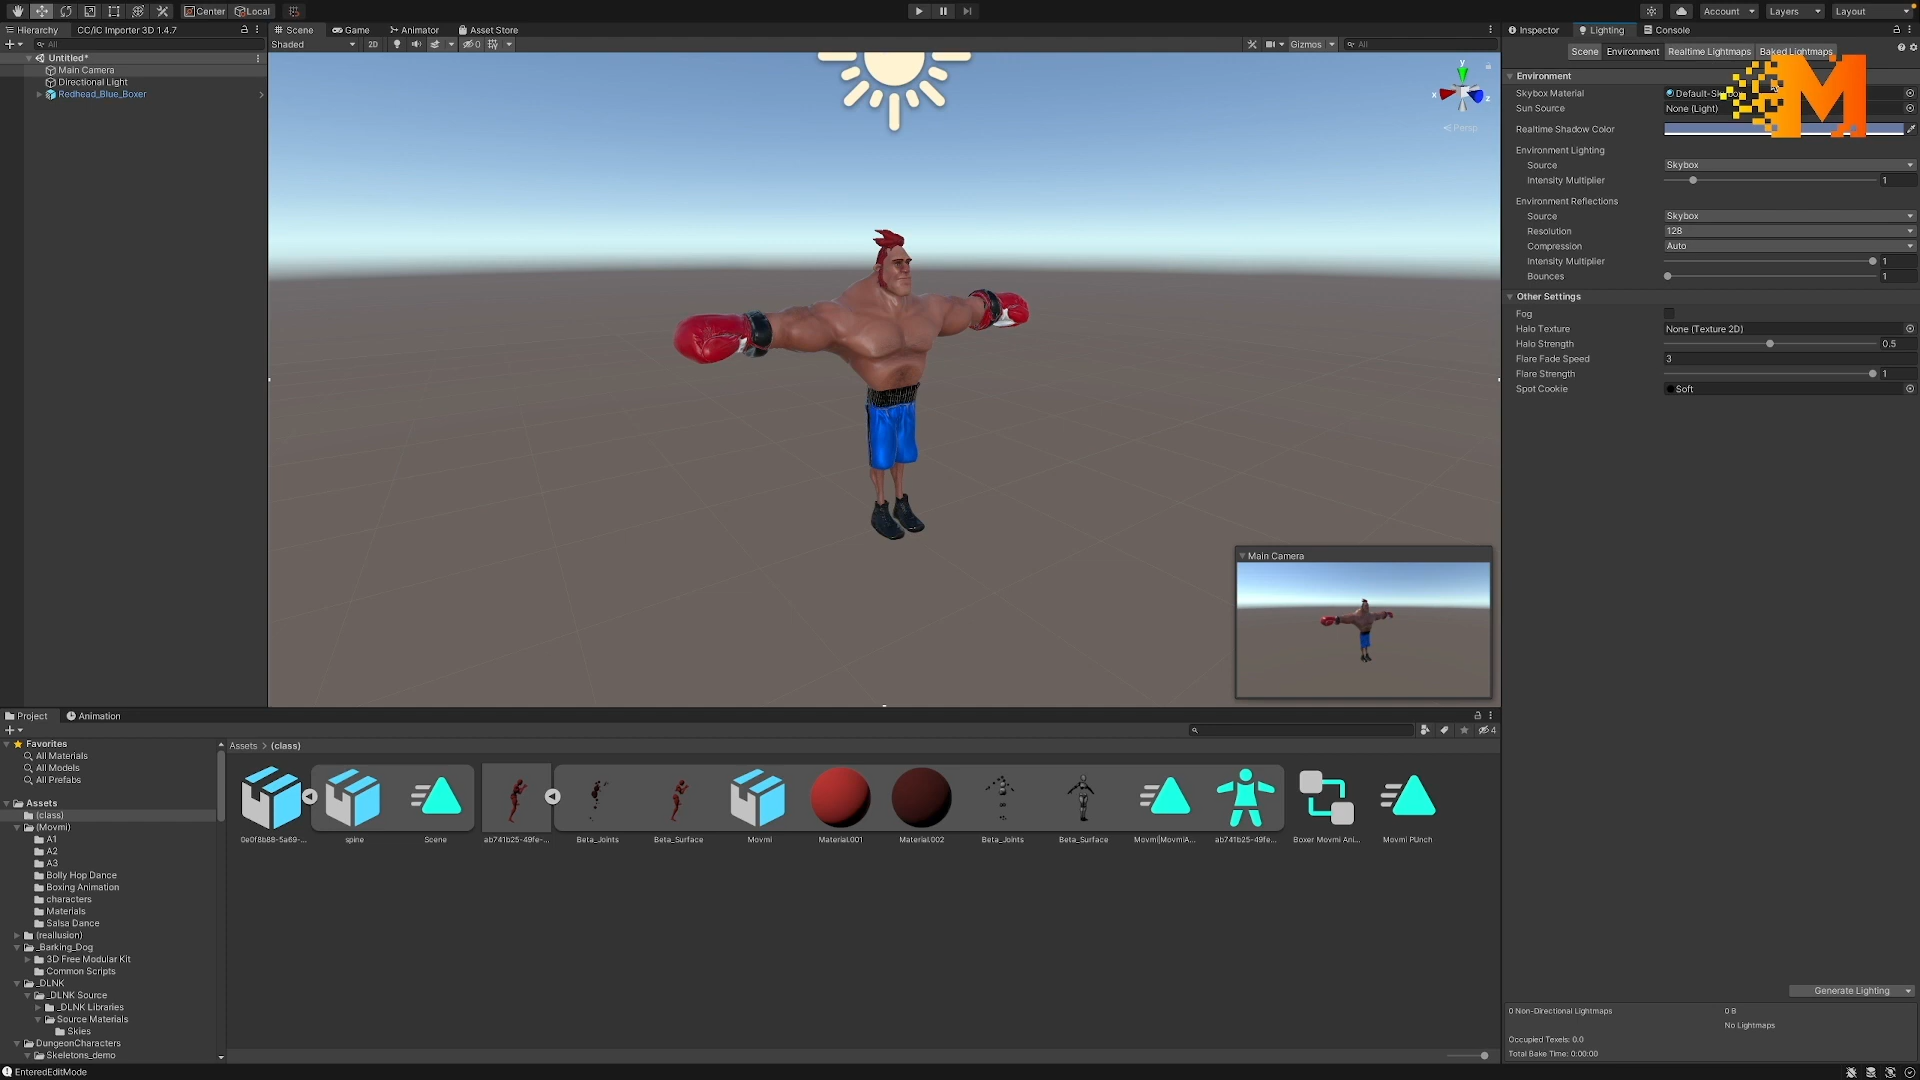 Center
Local
Account
Layers
Layout
Hierarchy
CC/IC Importer 3D 1.4.7
Scene
Game
Animator
Asset Store
Inspector
Lighting
Console
All
Shaded
2D
0
Gizmos
All
Scene
Environment
Realtime Lightmaps
Baked Lightmaps
Untitled*
Main Camera
Directional Light
Redhead_Blue_Boxer
y
x
z
Persp
Main Camera
Environment
Skybox Material
Sun Source
None (Light)
Realtime Shadow Color
Environment Lighting
Source
Skybox
Intensity Multiplier
1
Environment Reflections
Source
Skybox
Resolution
128
Compression
Auto
Intensity Multiplier
1
Bounces
1
Other Settings
Fog
Halo Texture
None (Texture 2D)
Halo Strength
0.5
Flare Fade Speed
3
Flare Strength
1
Spot Cookie
Soft
M
Generate Lighting
0 Non-Directional Lightmaps
0 B
No Lightmaps
Occupied Texels: 0.0
Total Bake Time: 0:00:00
Project
Animation
4
Favorites
All Materials
All Models
All Prefabs
Assets
(class)
(Movmi)
A1
A2
A3
Bolly Hop Dance
Boxing Animation
characters
Materials
Salsa Dance
(reallusion)
_Barking_Dog
3D Free Modular Kit
Common Scripts
_DLNK
_DLNK Source
_DLNK Libraries
Source Materials
Skies
DungeonCharacters
Skeletons_demo
Assets > (class)
0e0f8b88-5a69-...
spine
Scene
ab741b25-49fe-...
Beta_Joints
Beta_Surface
Movmi
Material.001
Material.002
Beta_Joints
Beta_Surface
Movmi|MovmiA...
ab741b25-49fe...
Boxer Movmi Ani...
Movmi PUnch
EnteredEditMode